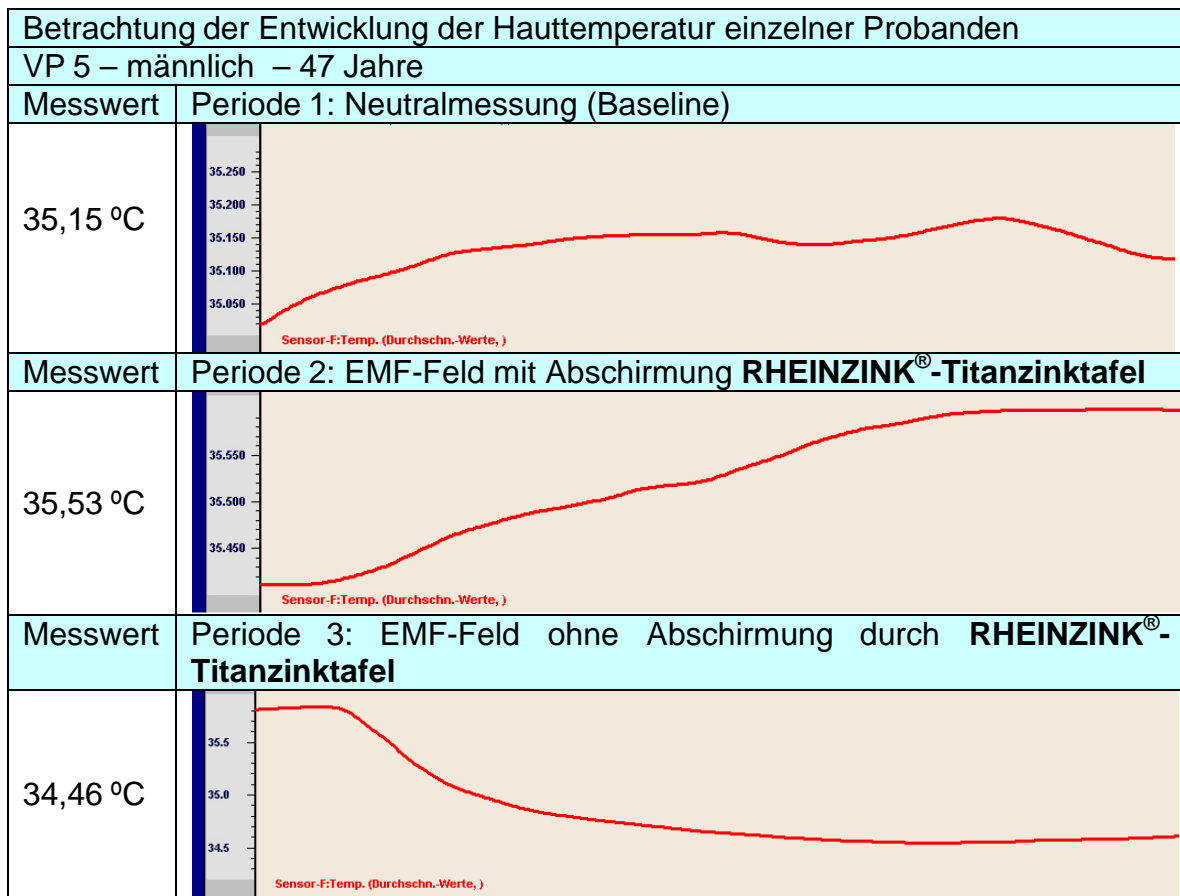 Betrachtung der Entwicklung der Hauttemperatur einzelner Probanden
VP 5 – männlich – 47 Jahre
Messwert Periode 1: Neutralmessung (Baseline)
35,15 ºC
35.250
35.200
35.150
35.100
35.050
Sensor-F:Temp. (Durchschn.-Werte, )
Messwert Periode 2: EMF-Feld mit Abschirmung RHEINZINK®-Titanzinktafel
35,53 ºC
35.550
35.500
35.450
Sensor-F:Temp. (Durchschn.-Werte, )
Messwert Periode 3: EMF-Feld ohne Abschirmung durch RHEINZINK®-
Titanzinktafel
34,46 ºC
35.5
35.0
34.5
Sensor-F:Temp. (Durchschn.-Werte, )